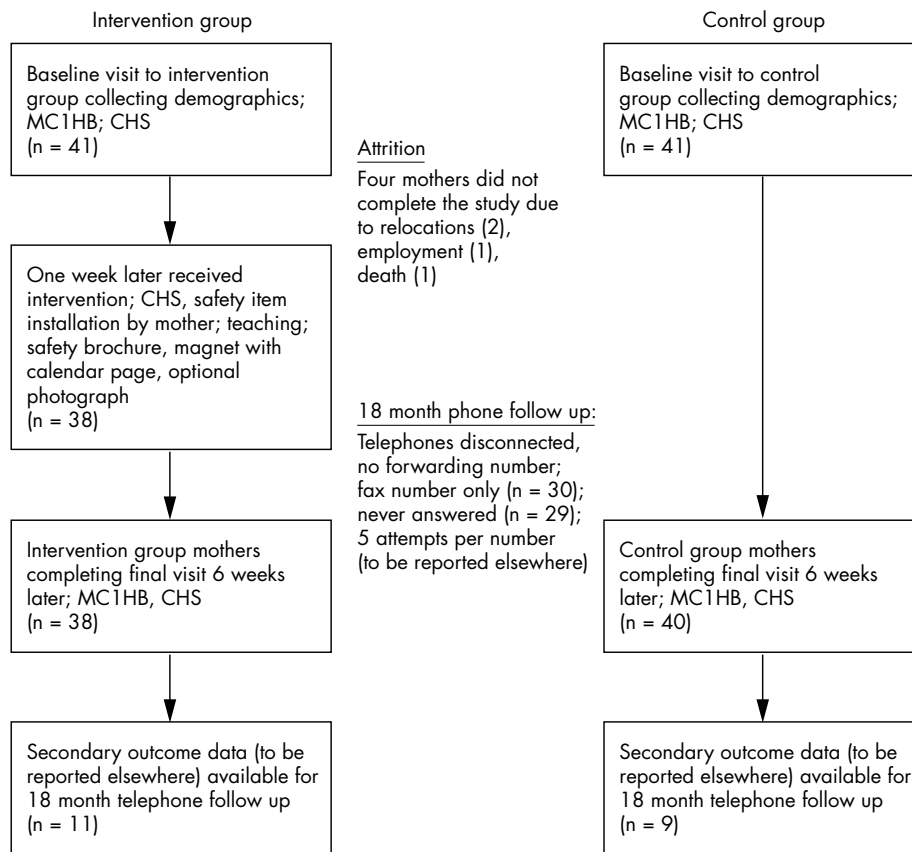 Intervention group
Baseline visit to intervention
group collecting demographics;
MC1HB; CHS
(n = 41)
One week later received
intervention; CHS, safety item
installation by mother; teaching;
safety brochure, magnet with
calendar page, optional
photograph
(n = 38)
Intervention group mothers
completing final visit 6 weeks
later; MC1HB, CHS
(n = 38)
Secondary outcome data (to be
reported elsewhere) available for
18 month telephone follow up
(n = 11)
Attrition
Four mothers did not
complete the study due
to relocations (2),
employment (1),
death (1)
18 month phone follow up:
Telephones disconnected,
no forwarding number;
fax number only (n = 30);
never answered (n = 29);
5 attempts per number
(to be reported elsewhere)
Control group
Baseline visit to control
group collecting demographics;
MC1HB; CHS
(n = 41)
Control group mothers
completing final visit 6 weeks
later; MC1HB, CHS
(n = 40)
Secondary outcome data (to be
reported elsewhere) available for
18 month telephone follow up
(n = 9)